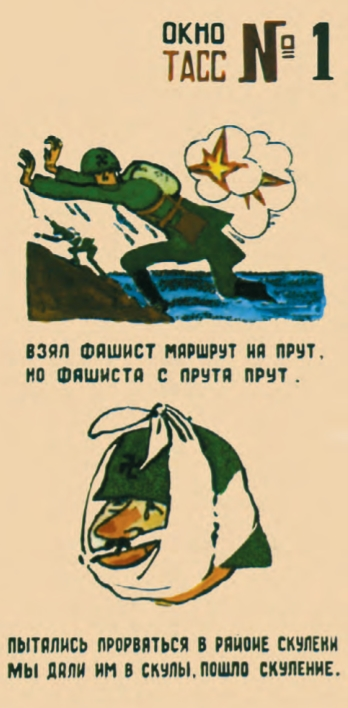 ОКНО
ТАСС № 1
ВЗЯЛ ФАШИСТ МАРШРУТ НА ПРУТ,
НО ФАШИСТА С ПРУТА ПРУТ.
ПЫТАЛИСЬ ПРОРВАТЬСЯ В РАЙОНЕ СКУЛЕНИ
МЫ ДАЛИ ИМ В СКУЛЫ, ПОШЛО СКУЛЕНИЕ.